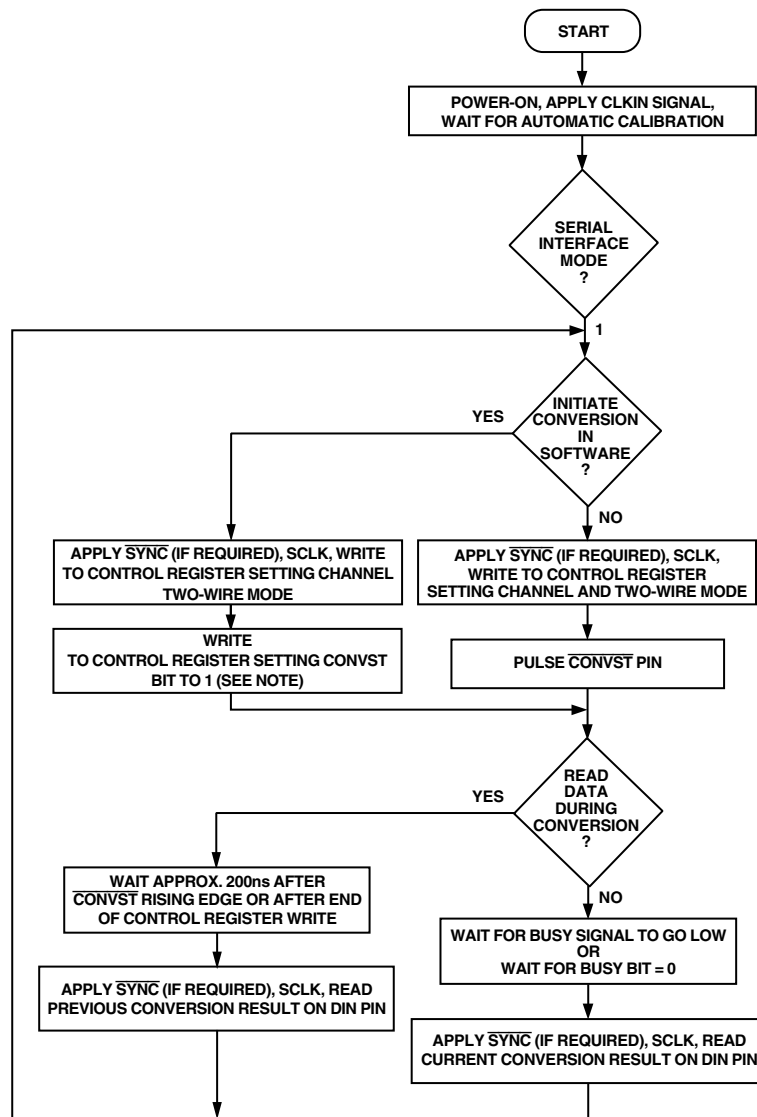 START
POWER-ON, APPLY CLKIN SIGNAL,
WAIT FOR AUTOMATIC CALIBRATION
SERIAL
INTERFACE
MODE
?
1
INITIATE
CONVERSION
IN
SOFTWARE
?
YES
NO
APPLY SYNC (IF REQUIRED), SCLK, WRITE
TO CONTROL REGISTER SETTING CHANNEL
TWO-WIRE MODE
APPLY SYNC (IF REQUIRED), SCLK,
WRITE TO CONTROL REGISTER
SETTING CHANNEL AND TWO-WIRE MODE
WRITE
TO CONTROL REGISTER SETTING CONVST
BIT TO 1 (SEE NOTE)
PULSE CONVST PIN
READ
DATA
DURING
CONVERSION
?
YES
NO
WAIT APPROX. 200ns AFTER
CONVST RISING EDGE OR AFTER END
OF CONTROL REGISTER WRITE
WAIT FOR BUSY SIGNAL TO GO LOW
OR
WAIT FOR BUSY BIT = 0
APPLY SYNC (IF REQUIRED), SCLK, READ
PREVIOUS CONVERSION RESULT ON DIN PIN
APPLY SYNC (IF REQUIRED), SCLK, READ
CURRENT CONVERSION RESULT ON DIN PIN